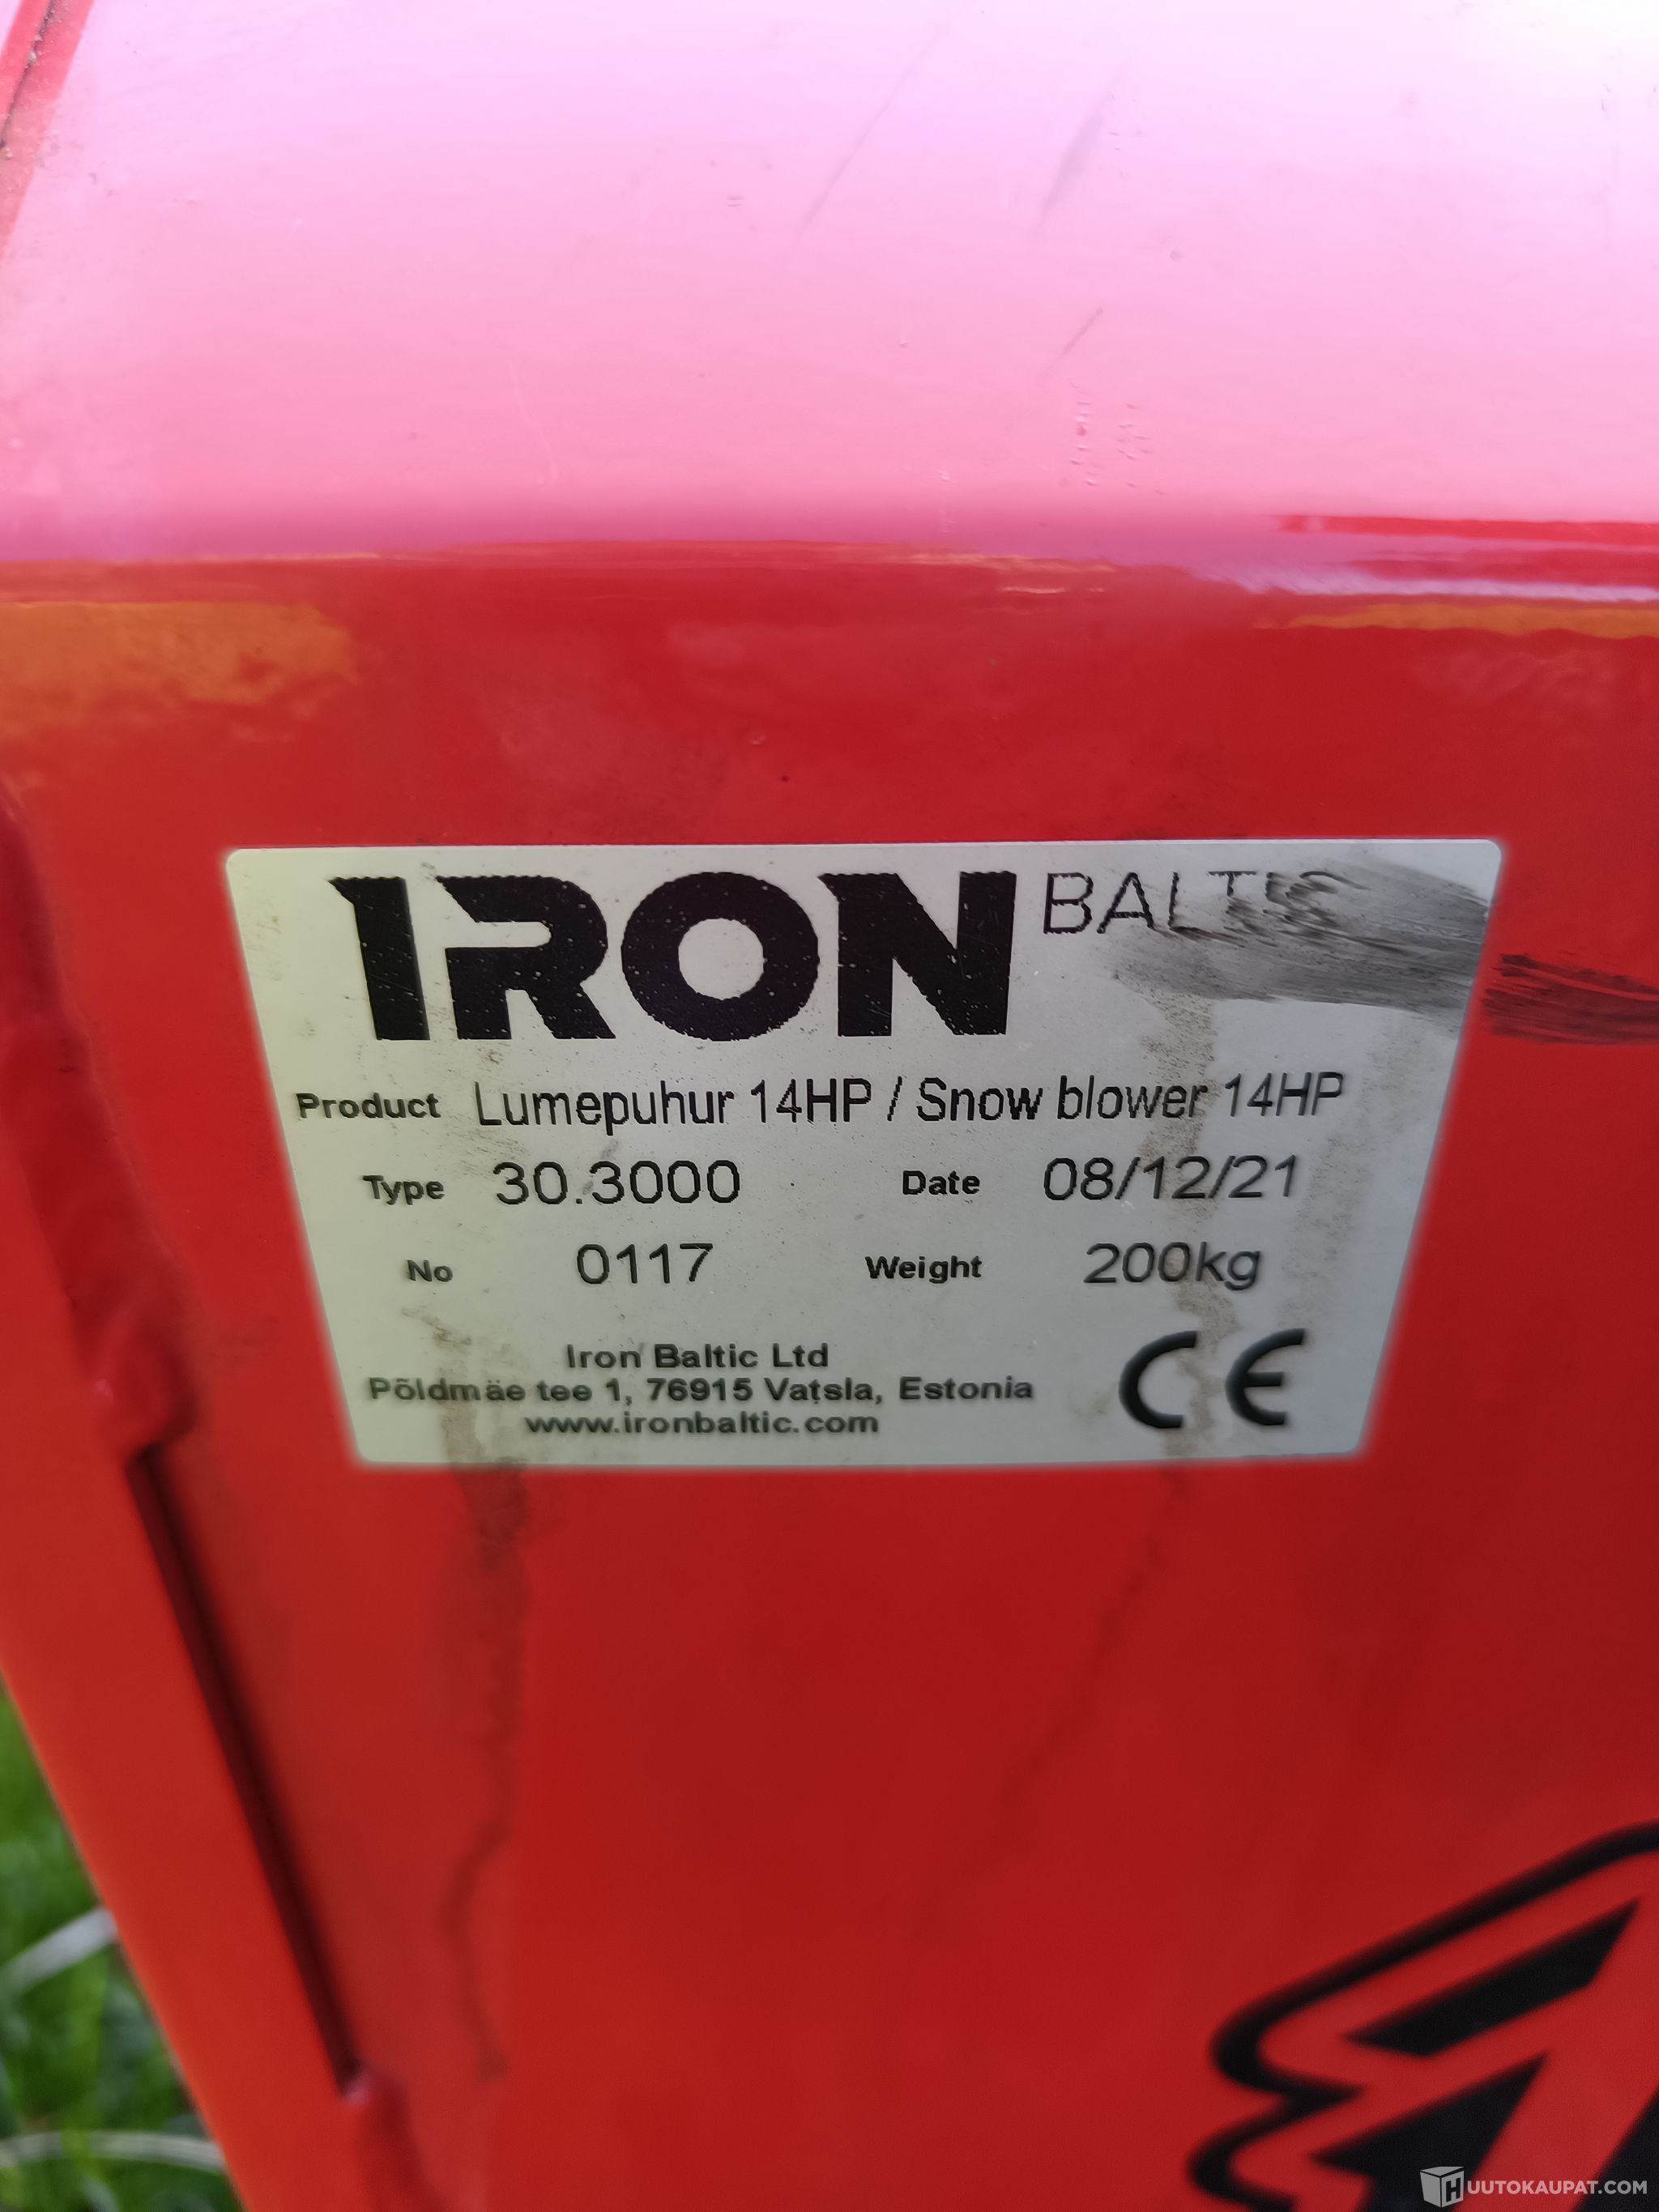 IRON BALTIC
Product Lumepuhur 14HP / Snow blower 14HP
Type 30.3000 Date 08/12/21
No 0117 Weight 200kg
Iron Baltic Ltd
Põldmäe tee 1, 76915 Vatsla, Estonia
www.ironbaltic.com
CE
HUUTOKAUPAT.COM